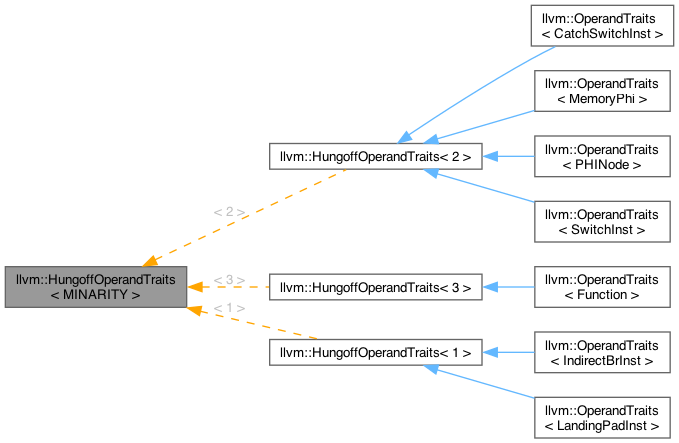 llvm::OperandTraits
< CatchSwitchInst >
llvm::OperandTraits
< MemoryPhi >
llvm::HungoffOperandTraits< 2 >
llvm::OperandTraits
< PHINode >
< 2 >
llvm::OperandTraits
< SwitchInst >
llvm::HungoffOperandTraits
< MINARITY >
< 3 >
llvm::HungoffOperandTraits< 3 >
llvm::OperandTraits
< Function >
< 1 >
llvm::HungoffOperandTraits< 1 >
llvm::OperandTraits
< IndirectBrInst >
llvm::OperandTraits
< LandingPadInst >